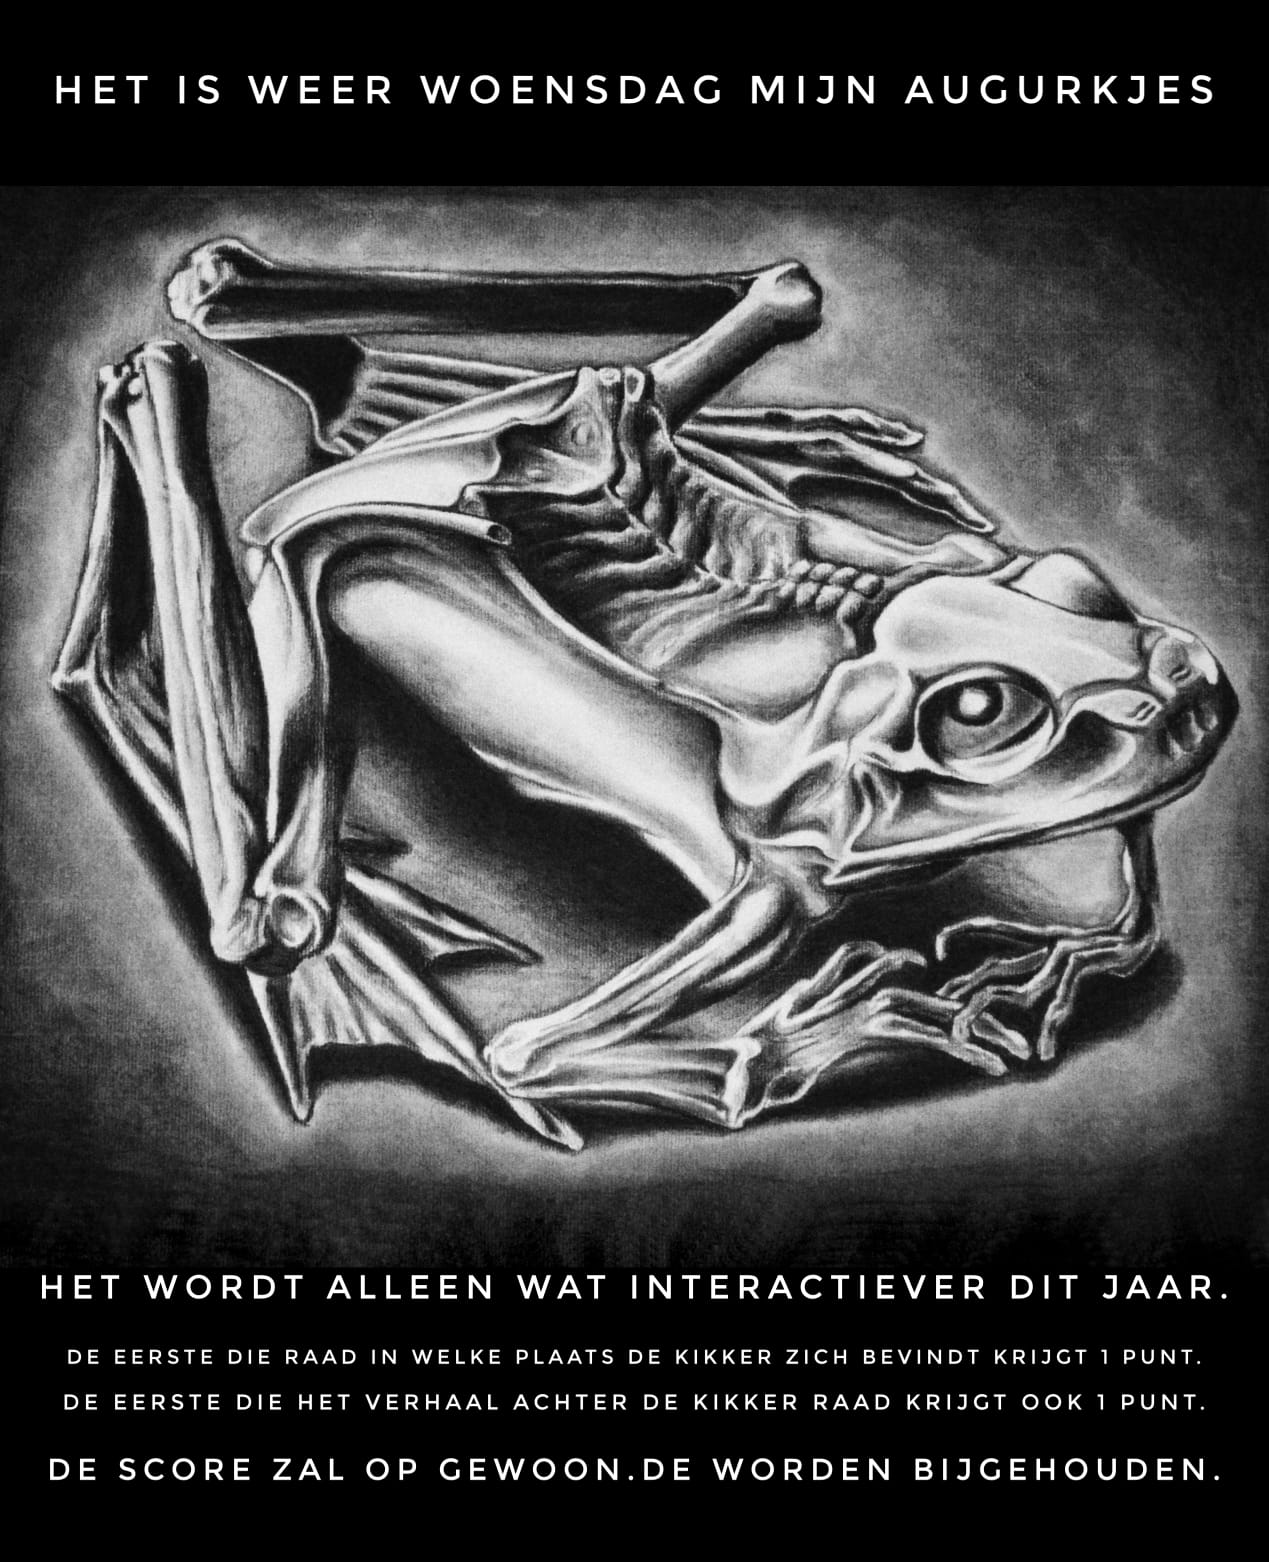 HET IS WEER WOENSDAG MIJN AUGURKJES
HET WORDT ALLEEN WAT INTERACTIEVER DIT JAAR.
DE EERSTE DIE RAAD IN WELKE PLAATS DE KIKKER ZICH BEVINDT KRIJGT 1 PUNT.
DE EERSTE DIE HET VERHAAL ACHTER DE KIKKER RAAD KRIJGT OOK 1 PUNT.
DE SCORE ZAL OP GEWOON.DE WORDEN BIJGEHOUDEN.